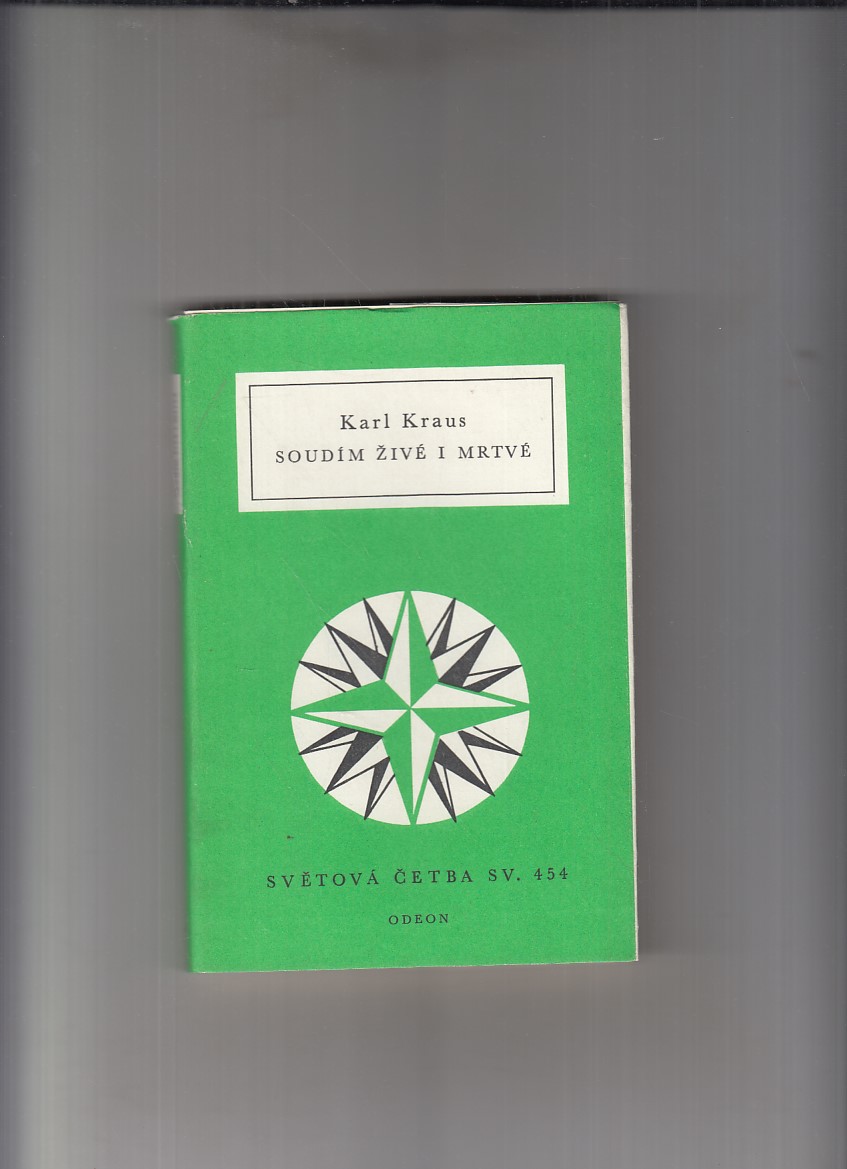 Karl Kraus
SOUDÍM ŽIVÉ I MRTVÉ
SVĚTOVÁ ČETBA SV. 454
ODEON